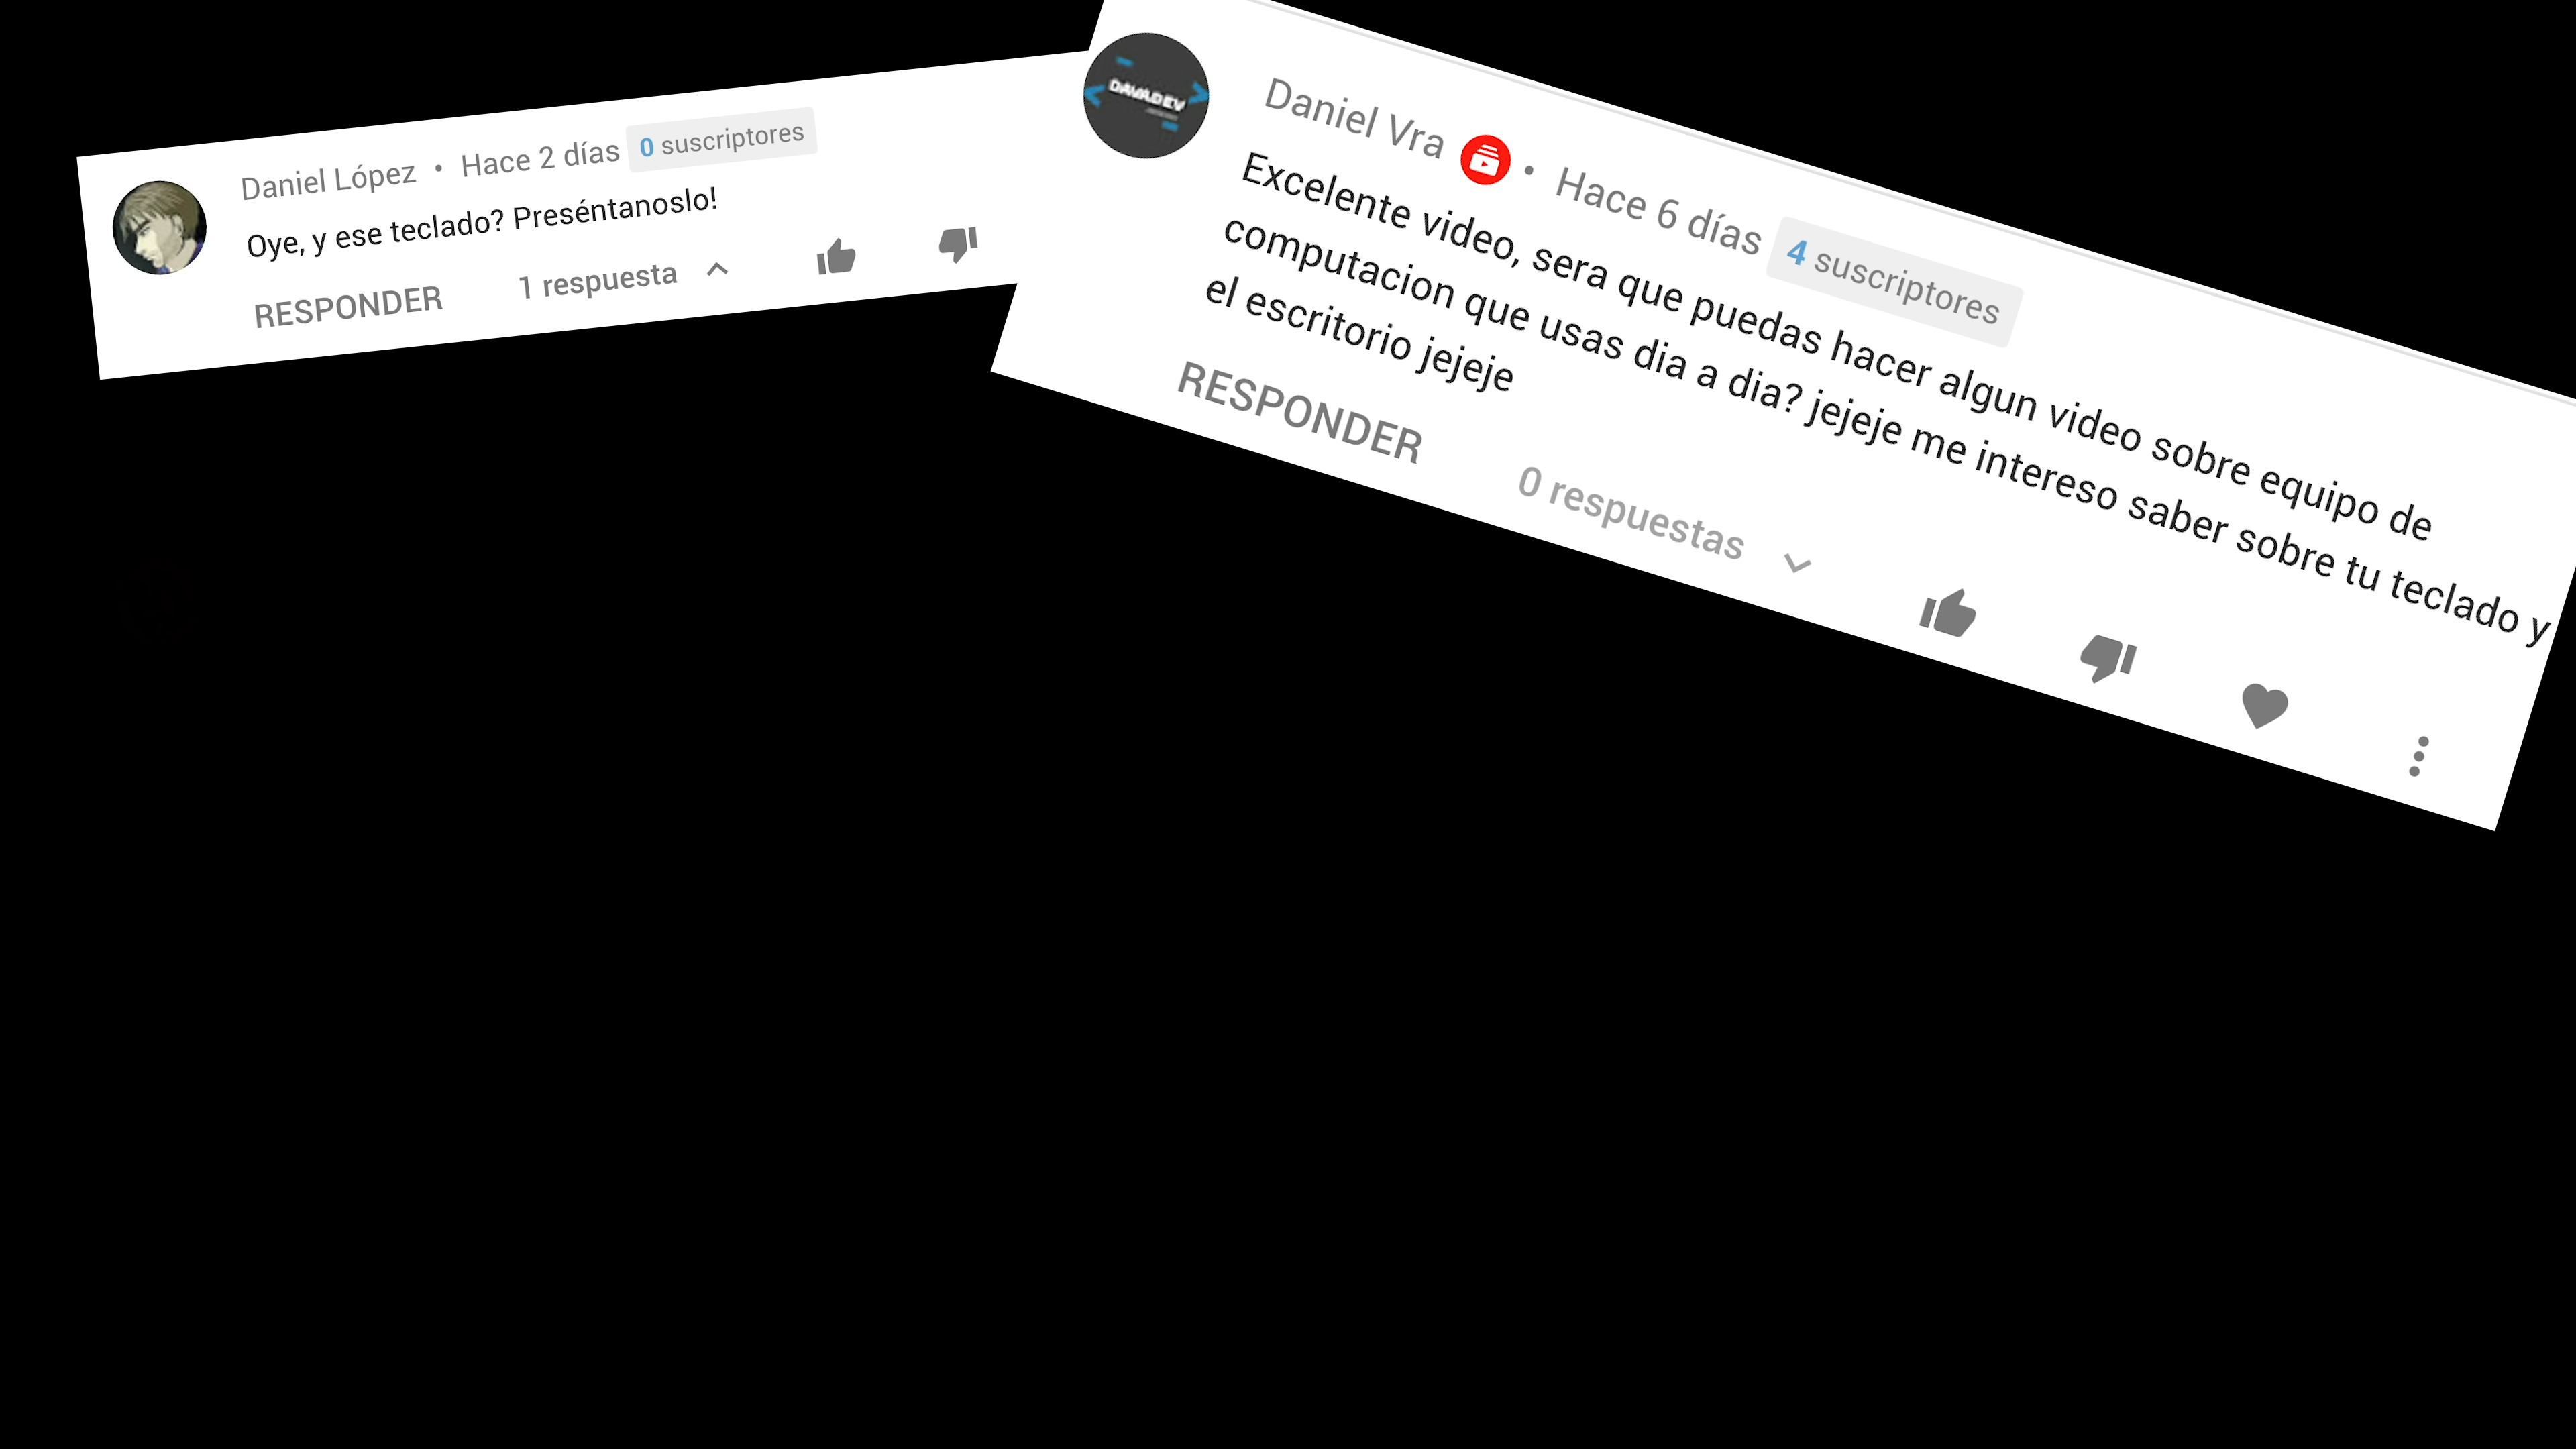 Daniel López • Hace 2 días 0 suscriptores
Oye, y ese teclado? Preséntanoslo!
RESPONDER 1 respuesta
DAVADEV
Daniel Vra • Hace 6 días 4 suscriptores
Excelente video, sera que puedas hacer algun video sobre equipo de
computacion que usas dia a dia? jejeje me intereso saber sobre tu teclado y
el escritorio jejeje
RESPONDER 0 respuestas